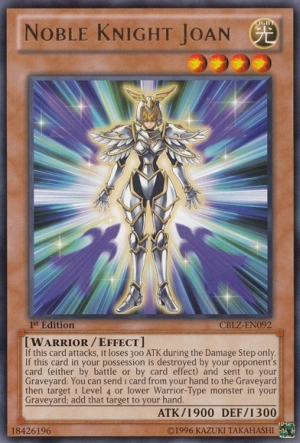 NOBLE KNIGHT JOAN
LIGHT
光
1st Edition
CBLZ-EN092
[WARRIOR/EFFECT]
If this card attacks, it loses 300 ATK during the Damage Step only.
If this card in your possession is destroyed by your opponent's
card (either by battle or by card effect) and sent to your
Graveyard: You can send 1 card from your hand to the Graveyard
then target 1 Level 4 or lower Warrior-Type monster in your
Graveyard; add that target to your hand.
ATK/1900 DEF/1300
18426196
©1996 KAZUKI TAKAHASHI